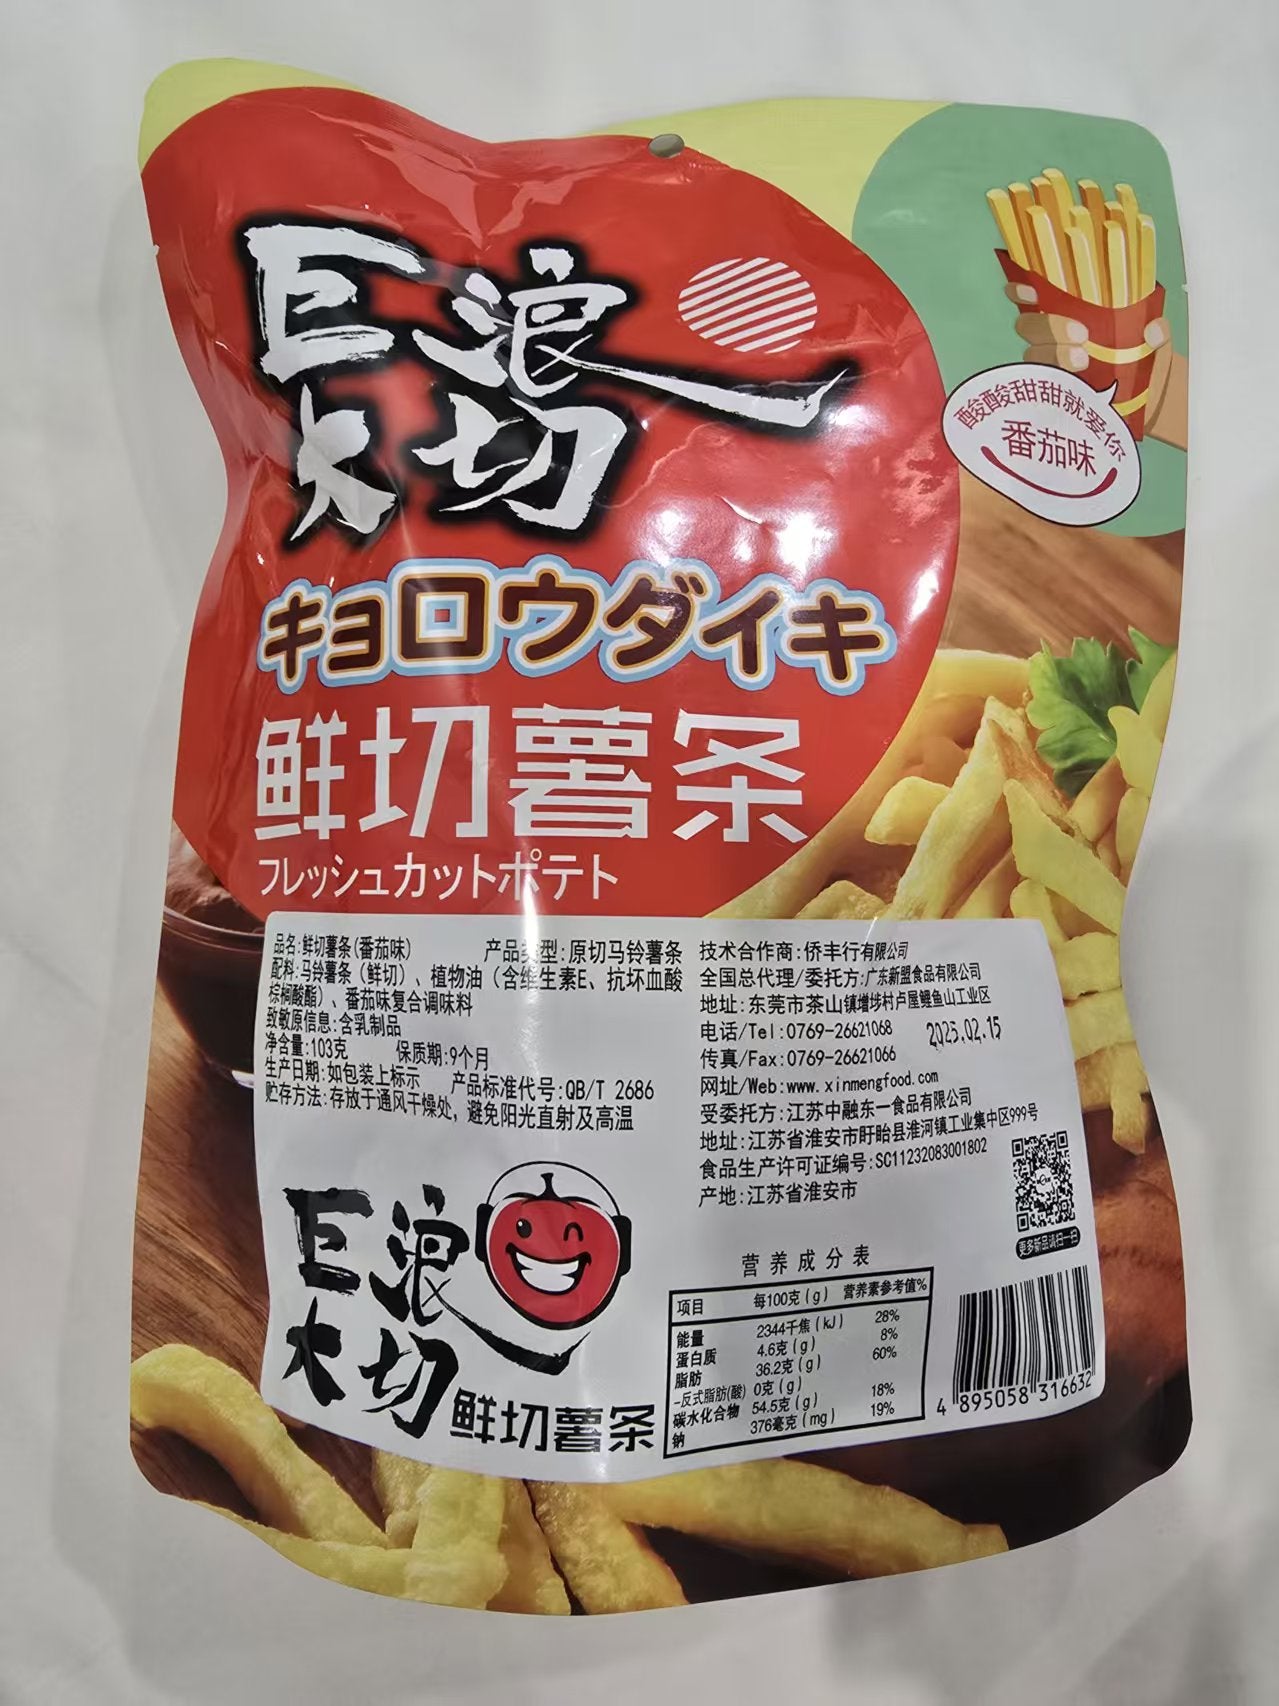 巨浪
大切
酸酸甜甜就爱你
番茄味
キョロウダイキ
鲜切薯条
フレッシュカットポテト
品名:鲜切薯条(番茄味) 产品类型:原切马铃薯条
配料:马铃薯条（鲜切）、植物油（含维生素E、抗坏血酸
棕榈酸酯）、番茄味复合调味料
致敏原信息:含乳制品
净含量:103克 保质期:9个月
生产日期:如包装上标示 产品标准代号:QB/T 2686
贮存方法:存放于通风干燥处，避免阳光直射及高温
技术合作商:侨丰行有限公司
全国总代理/委托方:广东新盟食品有限公司
地址:东莞市茶山镇增埗村卢屋鲤鱼山工业区
电话/Tel:0769-26621068
2025.02.15
传真/Fax:0769-26621066
网址/Web:www.xinmengfood.com
受委托方:江苏中融东一食品有限公司
地址:江苏省淮安市盱眙县淮河镇工业集中区999号
食品生产许可证编号:SC11232083001802
产地:江苏省淮安市
更多新品请扫一扫
巨浪
大切
鲜切薯条
营养成分表
项目 每100克(g) 营养素参考值%
能量 2344千焦(kJ) 28%
蛋白质 4.6克(g) 8%
脂肪 36.2克(g) 60%
-反式脂肪(酸) 0克(g)
碳水化合物 54.5克(g) 18%
钠 376毫克(mg) 19%
4 895058 316632